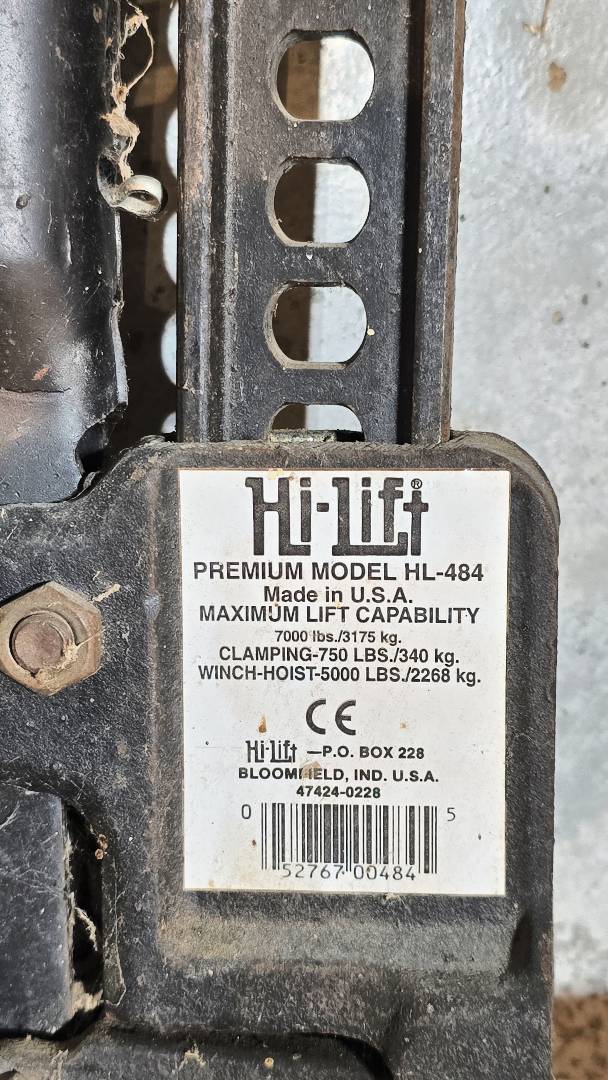 Hi-Lift®
PREMIUM MODEL HL-484
Made in U.S.A.
MAXIMUM LIFT CAPABILITY
7000 lbs./3175 kg.
CLAMPING-750 LBS./340 kg.
WINCH-HOIST-5000 LBS./2268 kg.
CE
Hi-Lift —P.O. BOX 228
BLOOMFIELD, IND. U.S.A.
47424-0228
0 52767 00484 5